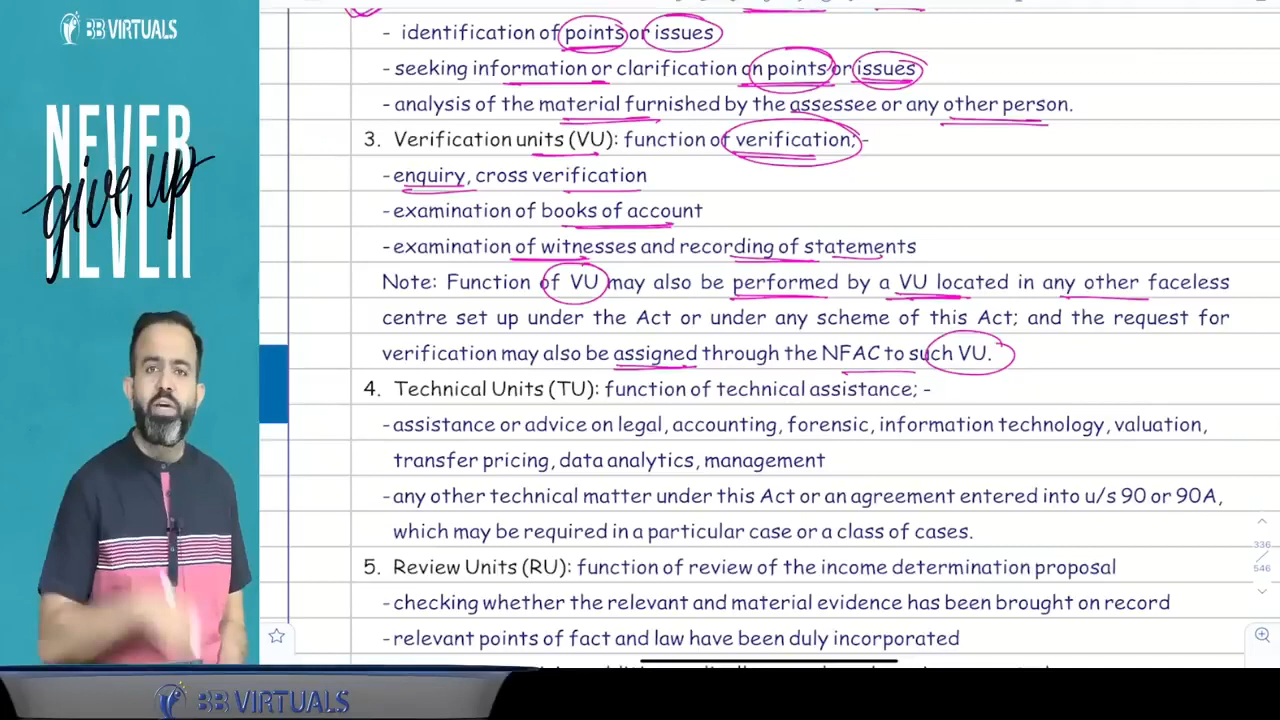 BB VIRTUALS
NEVER
give up
NEVER
- identification of points or issues
- seeking information or clarification on points or issues
- analysis of the material furnished by the assessee or any other person.
3. Verification units (VU): function of verification; -
- enquiry, cross verification
- examination of books of account
- examination of witnesses and recording of statements
Note: Function of VU may also be performed by a VU located in any other faceless
centre set up under the Act or under any scheme of this Act; and the request for
verification may also be assigned through the NFAC to such VU.
4. Technical Units (TU): function of technical assistance; -
- assistance or advice on legal, accounting, forensic, information technology, valuation,
transfer pricing, data analytics, management
- any other technical matter under this Act or an agreement entered into u/s 90 or 90A,
which may be required in a particular case or a class of cases.
5. Review Units (RU): function of review of the income determination proposal
- checking whether the relevant and material evidence has been brought on record
- relevant points of fact and law have been duly incorporated
336
546
BB VIRTUALS